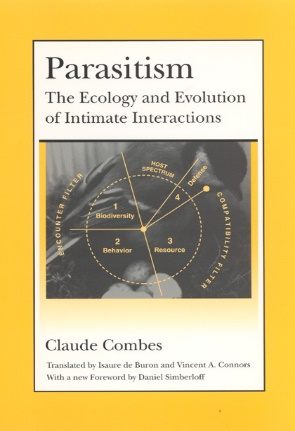 Parasitism
The Ecology and Evolution
of Intimate Interactions
ENCOUNTER FILTER
HOST
SPECTRUM
Defense
COMPATIBILITY FILTER
1
Biodiversity
4
2
Behavior
3
Resource
Claude Combes
Translated by Isaure de Buron and Vincent A. Connors
With a new Foreword by Daniel Simberloff